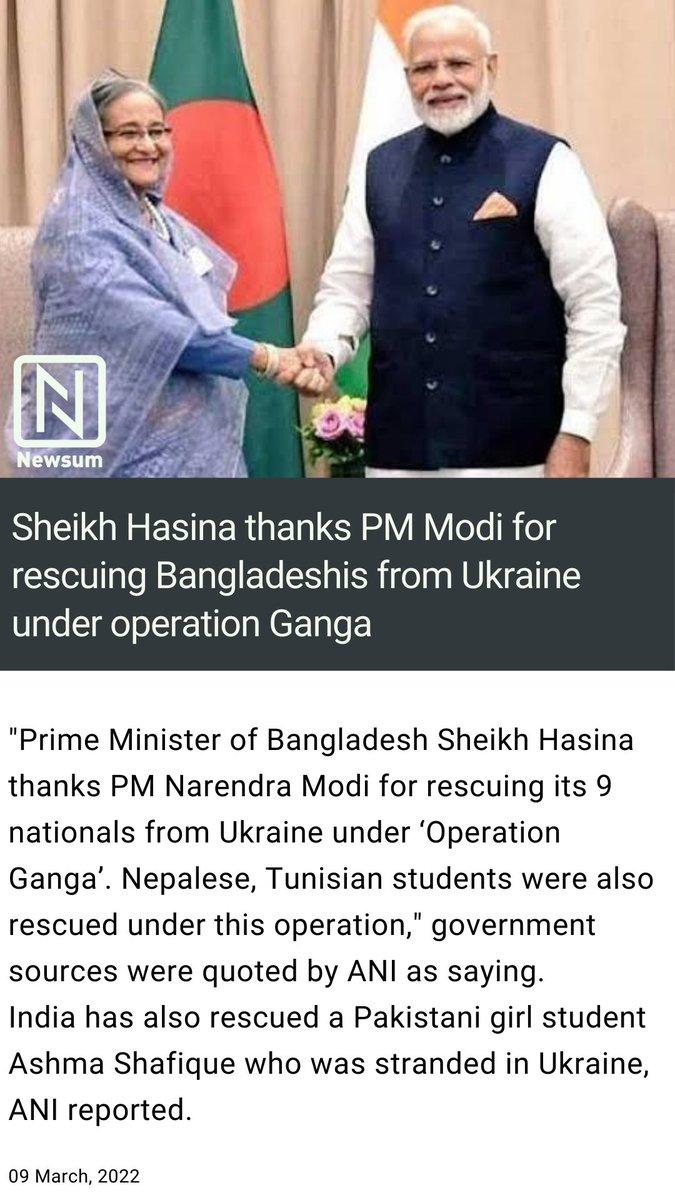 N
Newsum
Sheikh Hasina thanks PM Modi for
rescuing Bangladeshis from Ukraine
under operation Ganga
"Prime Minister of Bangladesh Sheikh Hasina
thanks PM Narendra Modi for rescuing its 9
nationals from Ukraine under ‘Operation
Ganga’. Nepalese, Tunisian students were also
rescued under this operation," government
sources were quoted by ANI as saying.
India has also rescued a Pakistani girl student
Ashma Shafique who was stranded in Ukraine,
ANI reported.
09 March, 2022